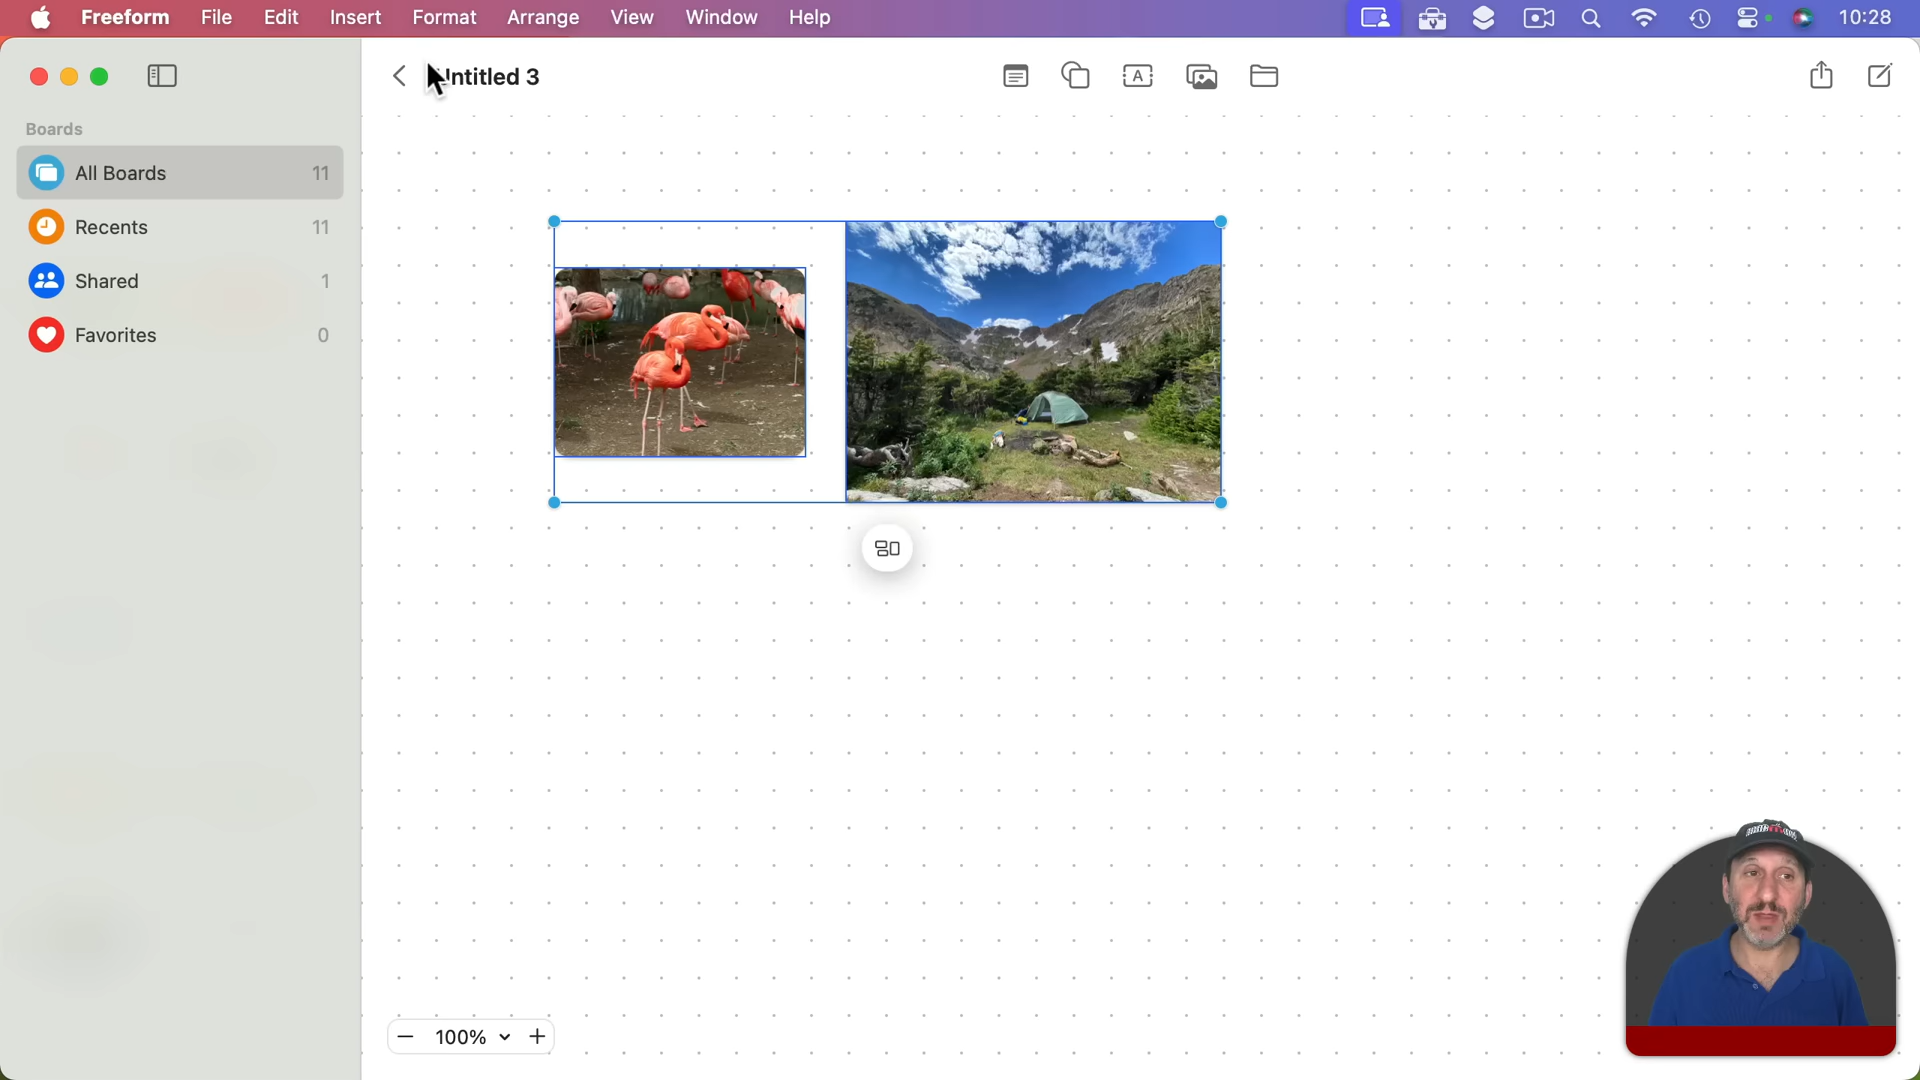 Freeform File Edit Insert Format Arrange View Window Help 10:28
ntitled 3
A
Boards
All Boards 11
Recents 11
Shared 1
Favorites 0
100%